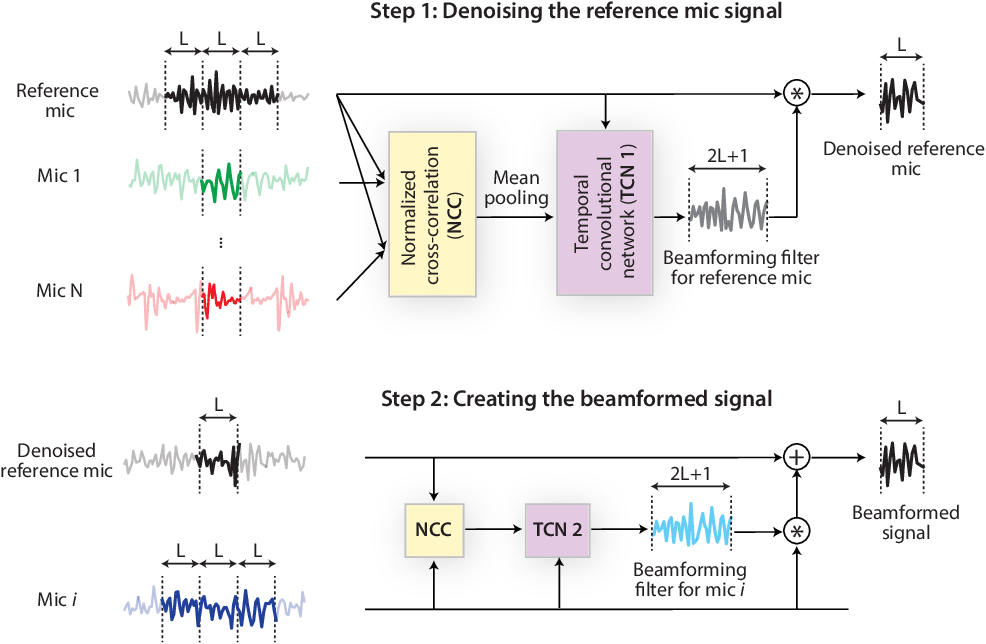 Step 1: Denoising the reference mic signal
L
L
L
L
Reference
mic
Mic 1
...
Mic N
Normalized
cross-correlation
(NCC)
Mean
pooling
Temporal
convolutional
network (TCN 1)
2L+1
Beamforming filter
for reference mic
*
Denoised reference
mic
Step 2: Creating the beamformed signal
L
L
Denoised
reference mic
L
L
L
Mic i
NCC
TCN 2
2L+1
Beamforming
filter for mic i
+
*
Beamformed
signal